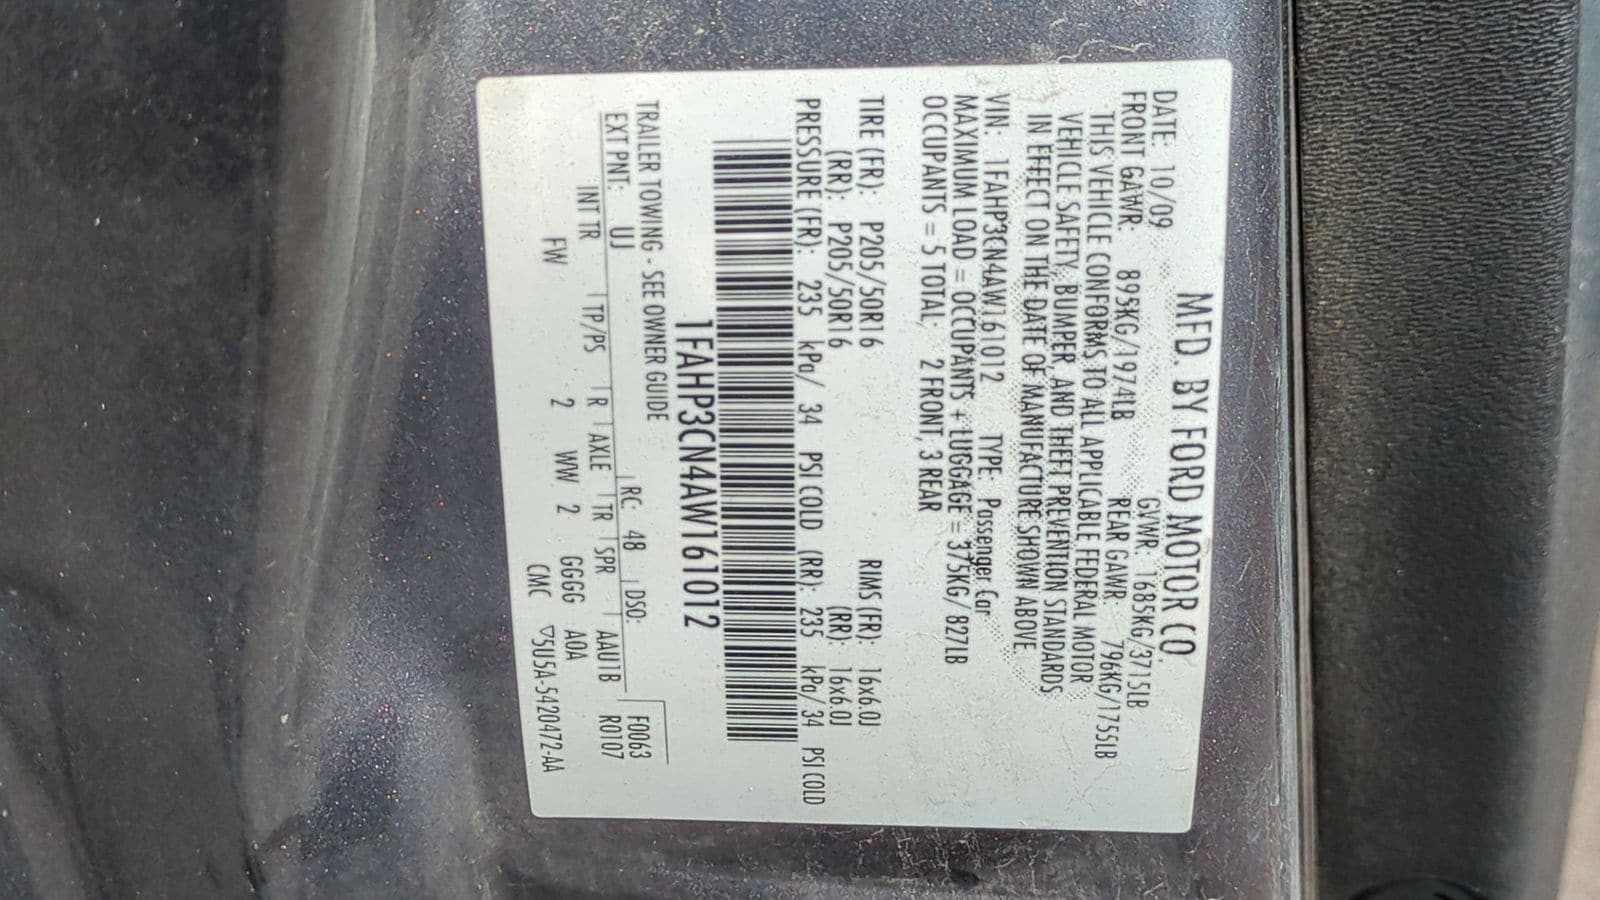 MFD. BY FORD MOTOR CO.
DATE: 10/09 GVWR: 1685KG/3715LB
FRONT GAWR: 895KG/1974LB REAR GAWR: 796KG/1755LB
THIS VEHICLE CONFORMS TO ALL APPLICABLE FEDERAL MOTOR
VEHICLE SAFETY, BUMPER, AND THEFT PREVENTION STANDARDS
IN EFFECT ON THE DATE OF MANUFACTURE SHOWN ABOVE.
VIN: 1FAHP3CN4AW161012 TYPE: Passenger Car
MAXIMUM LOAD = OCCUPANTS + LUGGAGE = 375KG/827LB
OCCUPANTS = 5 TOTAL; 2 FRONT, 3 REAR
TIRE (FR): P205/50R16 RIMS (FR): 16x6.0J
(RR): P205/50R16 (RR): 16x6.0J
PRESSURE (FR): 235 kPa/ 34 PSI COLD (RR): 235 kPa/34 PSI COLD
1FAHP3CN4AW161012
TRAILER TOWING - SEE OWNER GUIDE
F0063
EXT PNT: UJ RC: 48 DSO: R0107
INT TR TP/PS R AXLE TR SPR AAU1B
FW 2 2 GGGG A0A
WW CMC ▽5U5A-5420472-AA